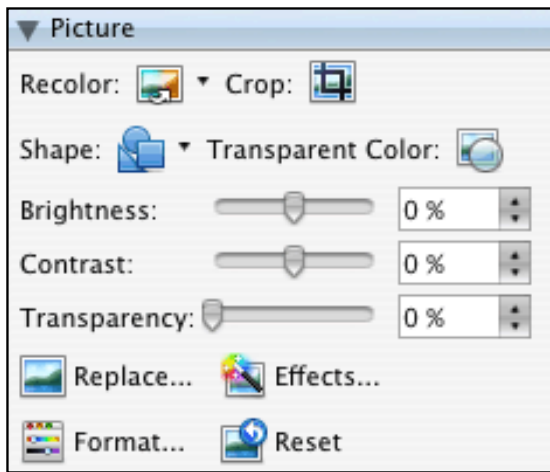 Picture
Recolor: Crop:
Shape: Transparent Color:
Brightness: 0 %
Contrast: 0 %
Transparency: 0 %
Replace... Effects...
Format... Reset